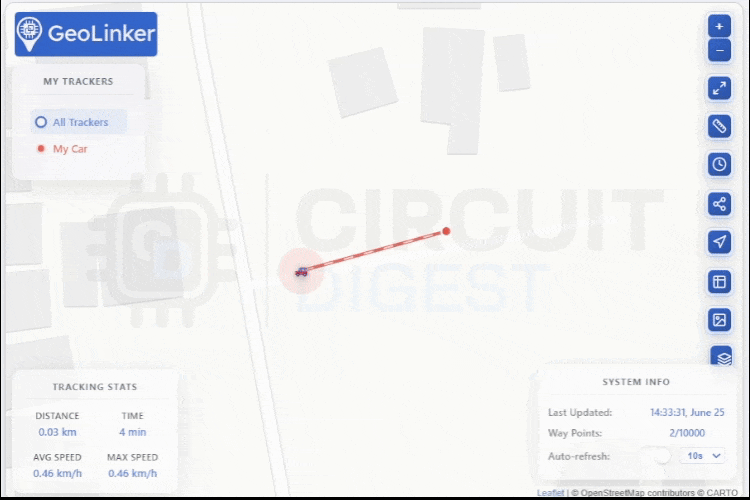 GeoLinker
MY TRACKERS
All Trackers
My Car
CIRCUIT
DIGEST
TRACKING STATS
DISTANCE TIME
0.03 km 4 min
AVG SPEED MAX SPEED
0.46 km/h 0.46 km/h
+
−
SYSTEM INFO
Last Updated: 14:33:31, June 25
Way Points: 2/10000
Auto-refresh: 10s
Leaflet | © OpenStreetMap contributors © CARTO